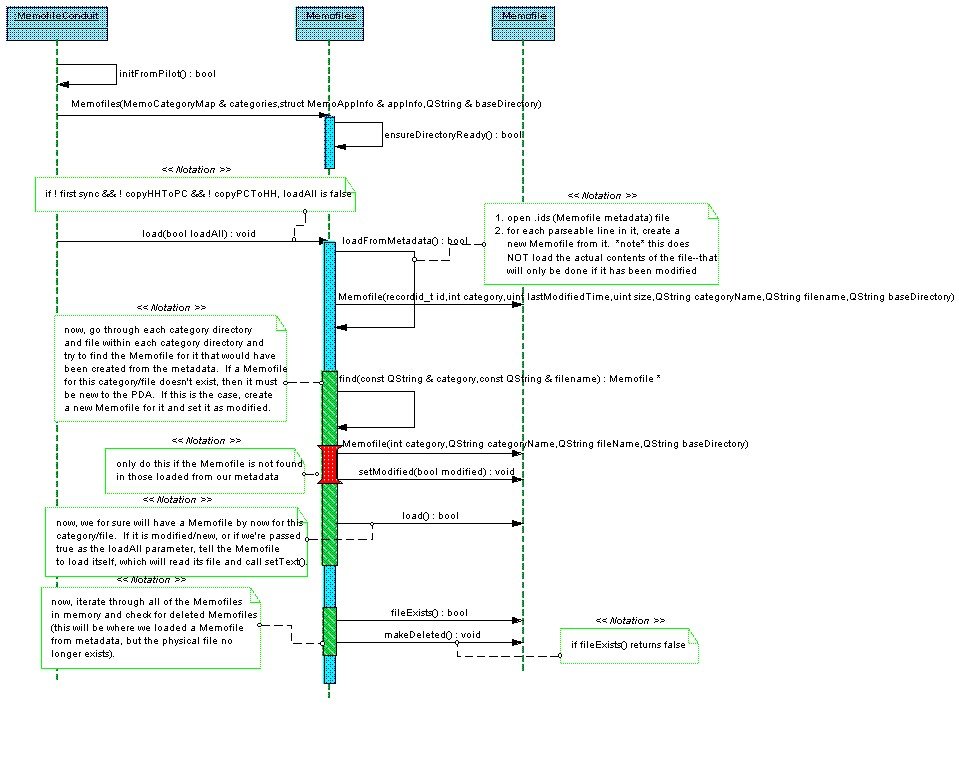 MemofileConduit
Memofiles
Memofile
initFromPilot() : bool
Memofiles(MemoCategoryMap & categories,struct MemoAppInfo & appInfo,QString & baseDirectory)
ensureDirectoryReady() : bool
<< Notation >>
if ! first sync && ! copyHHToPC && ! copyPCToHH, loadAll is false
<< Notation >>
1. open .ids (Memofile metadata) file
2. for each parseable line in it, create a
new Memofile from it. *note* this does
NOT load the actual contents of the file--that
will only be done if it has been modified
load(bool loadAll) : void
loadFromMetadata() : bool
Memofile(recordid_t id,int category,uint lastModifiedTime,uint size,QString categoryName,QString filename,QString baseDirectory)
<< Notation >>
now, go through each category directory
and file within each category directory and
try to find the Memofile for it that would have
been created from the metadata. If a Memofile
for this category/file doesn't exist, then it must
be new to the PDA. If this is the case, create
a new Memofile for it and set it as modified.
find(const QString & category,const QString & filename) : Memofile *
<< Notation >>
only do this if the Memofile is not found
in those loaded from our metadata
Memofile(int category,QString categoryName,QString fileName,QString baseDirectory)
setModified(bool modified) : void
<< Notation >>
now, we for sure will have a Memofile by now for this
category/file. If it is modified/new, or if we're passed
true as the loadAll parameter, tell the Memofile
to load itself, which will read its file and call setText().
load() : bool
<< Notation >>
now, iterate through all of the Memofiles
in memory and check for deleted Memofiles
(this will be where we loaded a Memofile
from metadata, but the physical file no
longer exists).
fileExists() : bool
makeDeleted() : void
<< Notation >>
if fileExists() returns false